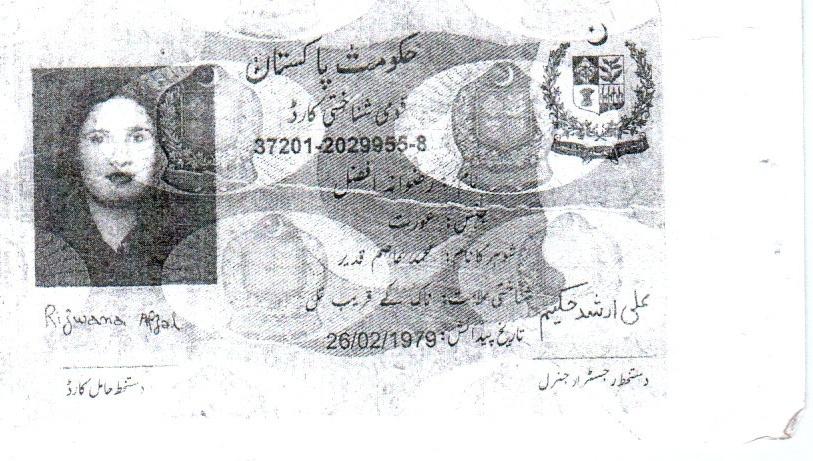 حکومت پاکستان
قومی شناختی کارڈ
37201-2029955-8
نام: رضوانہ افضل
جنس: عورت
شوہر کا نام: محمد عاصم قدیر
شناختی علامت: ناک کے قریب تل
تاریخ پیدائش: 26/02/1979
Rizwana Afzal
علی ارشد حکیم
دستخط حامل کارڈ
دستخط رجسٹرار جنرل